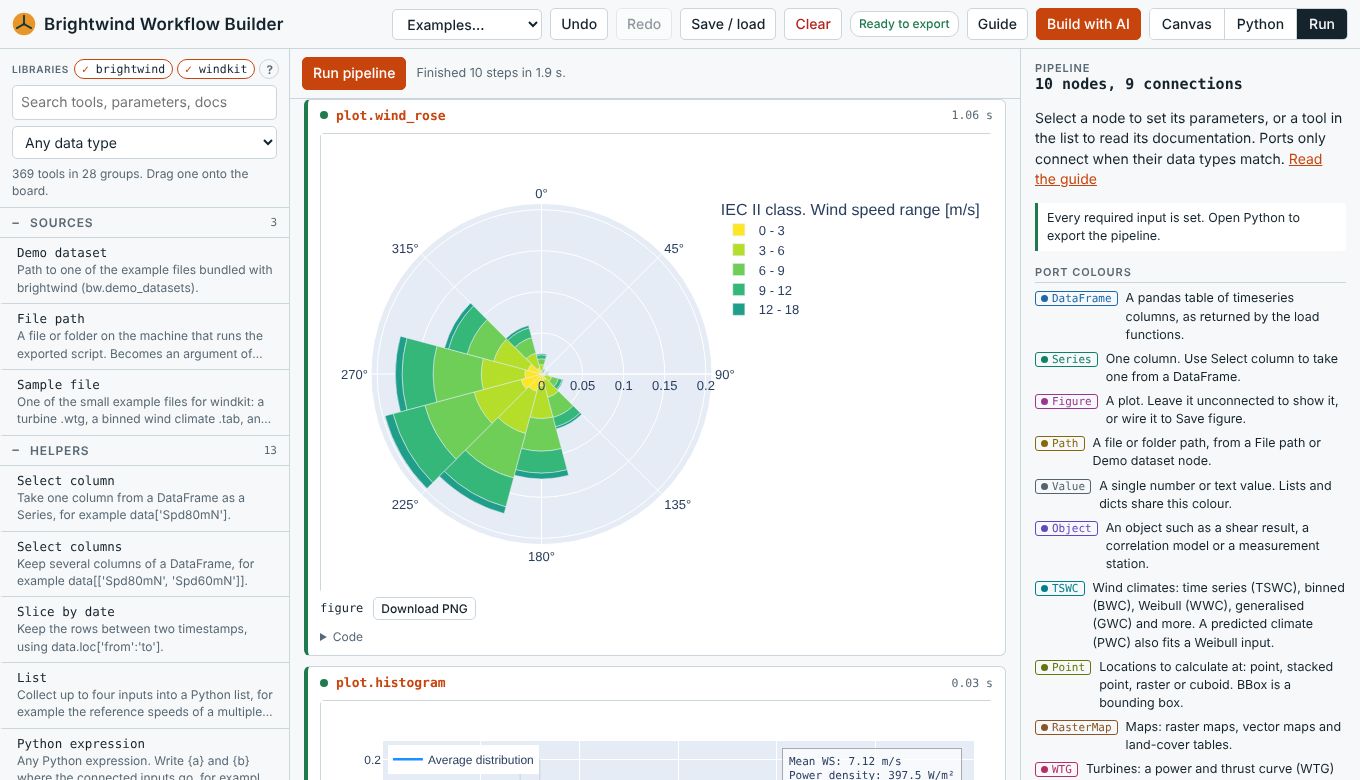 Brightwind Workflow Builder
Examples...
Undo
Redo
Save / load
Clear
Ready to export
Guide
Build with AI
Canvas
Python
Run
LIBRARIES
✓ brightwind
✓ windkit
?
Search tools, parameters, docs
Any data type
369 tools in 28 groups. Drag one onto the
board.
− SOURCES 3
Demo dataset
Path to one of the example files bundled with
brightwind (bw.demo_datasets).
File path
A file or folder on the machine that runs the
exported script. Becomes an argument of...
Sample file
One of the small example files for windkit: a
turbine .wtg, a binned wind climate .tab, an...
− HELPERS 13
Select column
Take one column from a DataFrame as a
Series, for example data['Spd80mN'].
Select columns
Keep several columns of a DataFrame, for
example data[['Spd80mN', 'Spd60mN']].
Slice by date
Keep the rows between two timestamps,
using data.loc['from':'to'].
List
Collect up to four inputs into a Python list, for
example the reference speeds of a multiple...
Python expression
Any Python expression. Write {a} and {b}
where the connected inputs go, for exampl
Run pipeline
Finished 10 steps in 1.9 s.
plot.wind_rose
1.06 s
0°
45°
90°
135°
180°
225°
270°
315°
0
0.05
0.1
0.15
0.2
IEC II class. Wind speed range [m/s]
0 - 3
3 - 6
6 - 9
9 - 12
12 - 18
figure
Download PNG
Code
plot.histogram
0.03 s
0.2
Average distribution
Mean WS: 7.12 m/s
Power density: 397.5 W/m²
PIPELINE
10 nodes, 9 connections
Select a node to set its parameters, or a tool in
the list to read its documentation. Ports only
connect when their data types match. Read
the guide
Every required input is set. Open Python to
export the pipeline.
PORT COLOURS
DataFrame
A pandas table of timeseries
columns, as returned by the load
functions.
Series
One column. Use Select column to take
one from a DataFrame.
Figure
A plot. Leave it unconnected to show it,
or wire it to Save figure.
Path
A file or folder path, from a File path or
Demo dataset node.
Value
A single number or text value. Lists and
dicts share this colour.
Object
An object such as a shear result, a
correlation model or a measurement
station.
TSWC
Wind climates: time series (TSWC), binned
(BWC), Weibull (WWC), generalised
(GWC) and more. A predicted climate
(PWC) also fits a Weibull input.
Point
Locations to calculate at: point, stacked
point, raster or cuboid. BBox is a
bounding box.
RasterMap
Maps: raster maps, vector maps and
land-cover tables.
WTG
Turbines: a power and thrust curve (WTG)